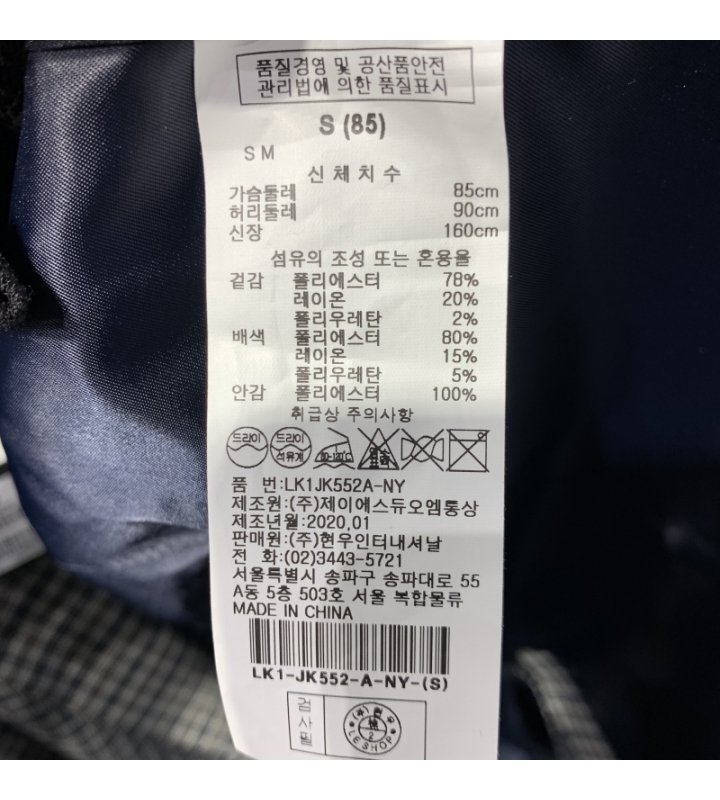 품질경영 및 공산품안전
관리법에 의한 품질표시
S (85)
S M
신체치수
가슴둘레 85cm
허리둘레 90cm
신장 160cm
섬유의 조성 또는 혼용율
겉감 폴리에스터 78%
레이온 20%
폴리우레탄 2%
배색 폴리에스터 80%
레이온 15%
폴리우레탄 5%
안감 폴리에스터 100%
취급상 주의사항
드라이 드라이 석유계 80-120℃ 염소 표백
품 번:LK1JK552A-NY
제조원:(주)제이에스듀오엠통상
제조년월:2020.01
판매원:(주)현우인터내셔날
전 화:(02)3443-5721
서울특별시 송파구 송파대로 55
A동 5층 503호 서울 복합물류
MADE IN CHINA
LK1-JK552-A-NY-(S)
검사필
LE SHOP
2